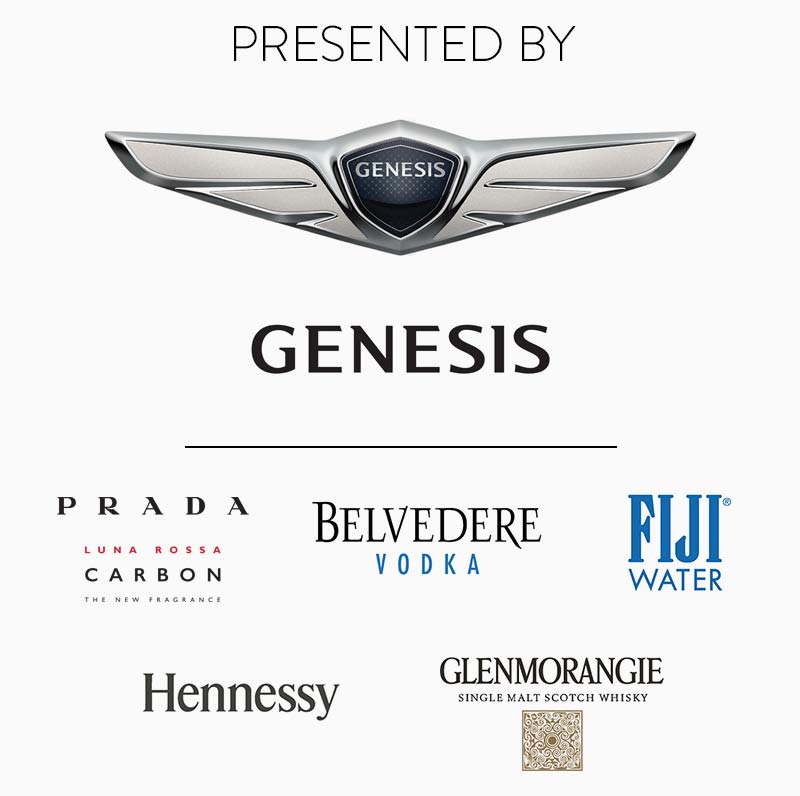 PRESENTED BY
GENESIS
GENESIS
PRADA
LUNA ROSSA
CARBON
THE NEW FRAGRANCE
BELVEDERE
VODKA
FIJI®
WATER
Hennessy
GLENMORANGIE
SINGLE MALT SCOTCH WHISKY